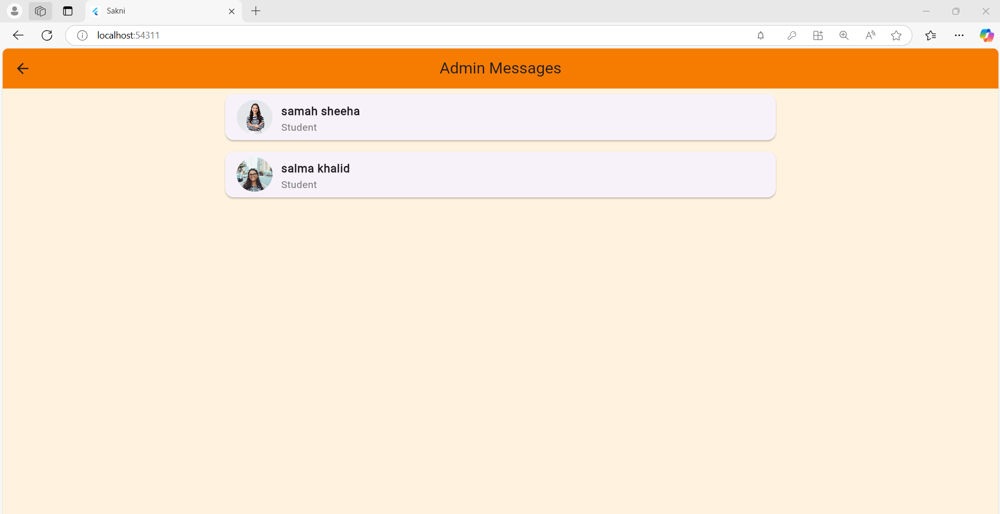 Sakni
localhost:54311
Admin Messages
samah sheeha
Student
salma khalid
Student